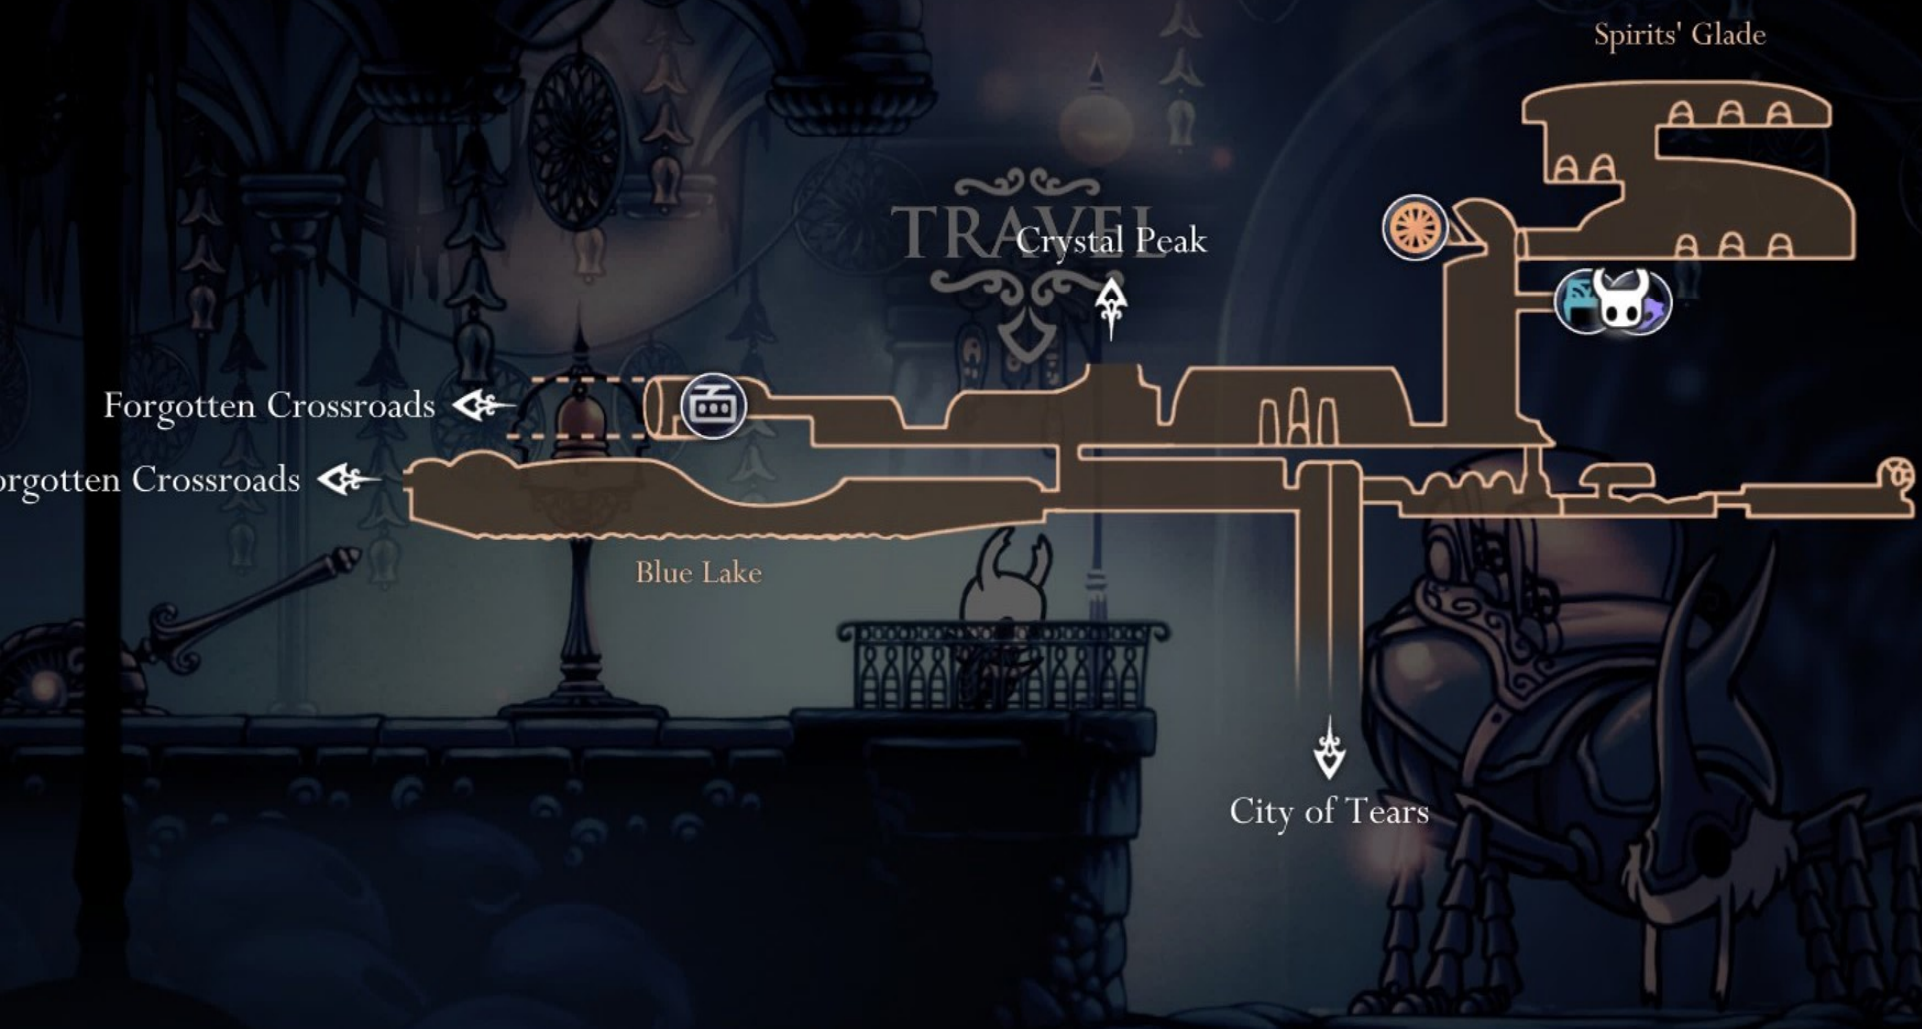 Spirits' Glade
TRAVEL
Crystal Peak
Forgotten Crossroads
orgotten Crossroads
Blue Lake
City of Tears